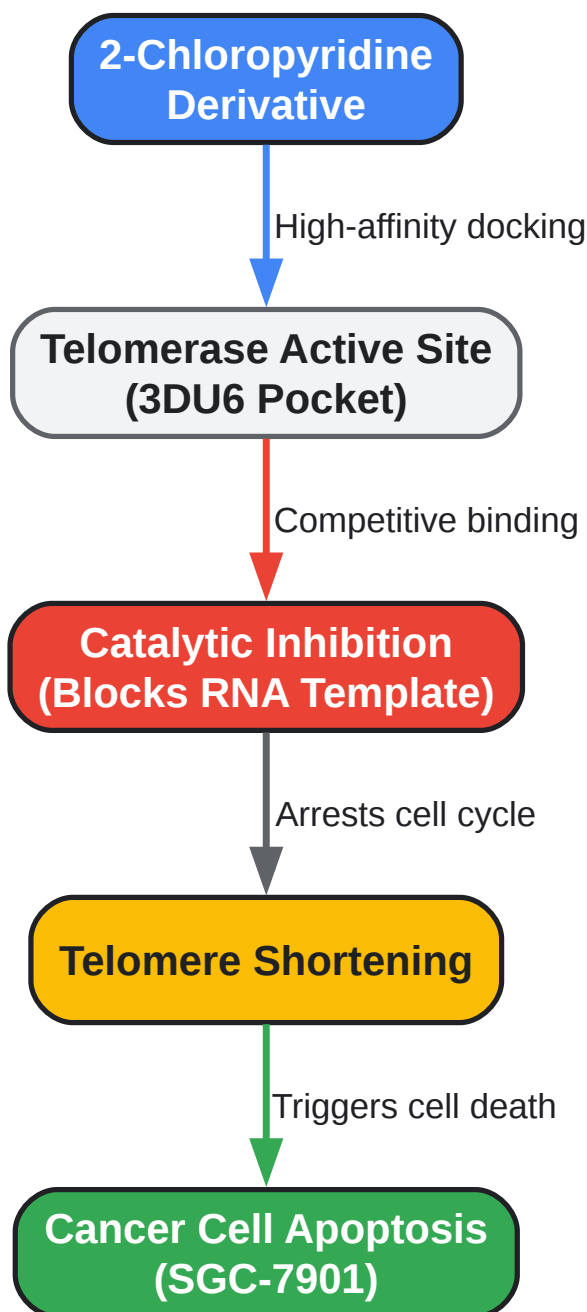 2-Chloropyridine
Derivative
High-affinity docking
Telomerase Active Site
(3DU6 Pocket)
Competitive binding
Catalytic Inhibition
(Blocks RNA Template)
Arrests cell cycle
Telomere Shortening
Triggers cell death
Cancer Cell Apoptosis
(SGC-7901)